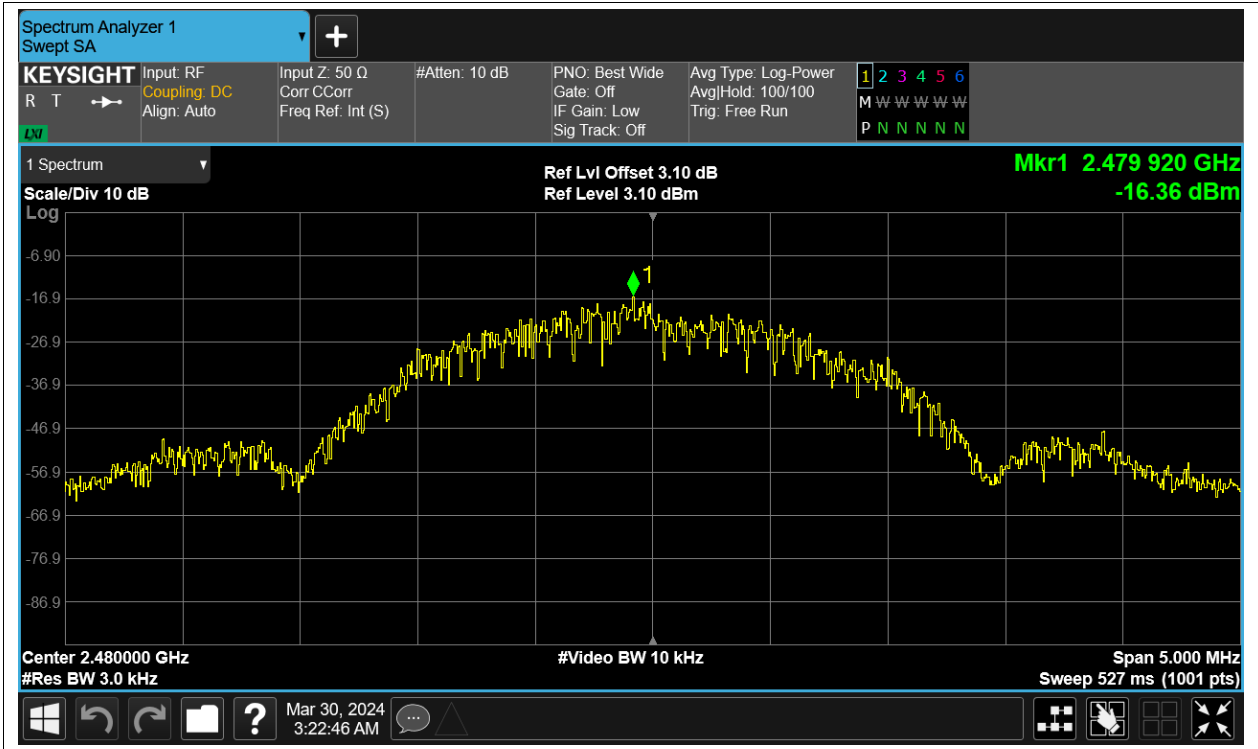 Spectrum Analyzer 1
Swept SA
KEYSIGHT
R T
LXI
Input: RF
Coupling: DC
Align: Auto
Input Z: 50 Ω
Corr CCorr
Freq Ref: Int (S)
#Atten: 10 dB
PNO: Best Wide
Gate: Off
IF Gain: Low
Sig Track: Off
Avg Type: Log-Power
Avg|Hold: 100/100
Trig: Free Run
1 2 3 4 5 6
M W W W W W
P N N N N N
1 Spectrum
Scale/Div 10 dB
Log
Ref Lvl Offset 3.10 dB
Ref Level 3.10 dBm
Mkr1 2.479 920 GHz
-16.36 dBm
1
-6.90
-16.9
-26.9
-36.9
-46.9
-56.9
-66.9
-76.9
-86.9
Center 2.480000 GHz
#Res BW 3.0 kHz
#Video BW 10 kHz
Span 5.000 MHz
Sweep 527 ms (1001 pts)
?
Mar 30, 2024
3:22:46 AM